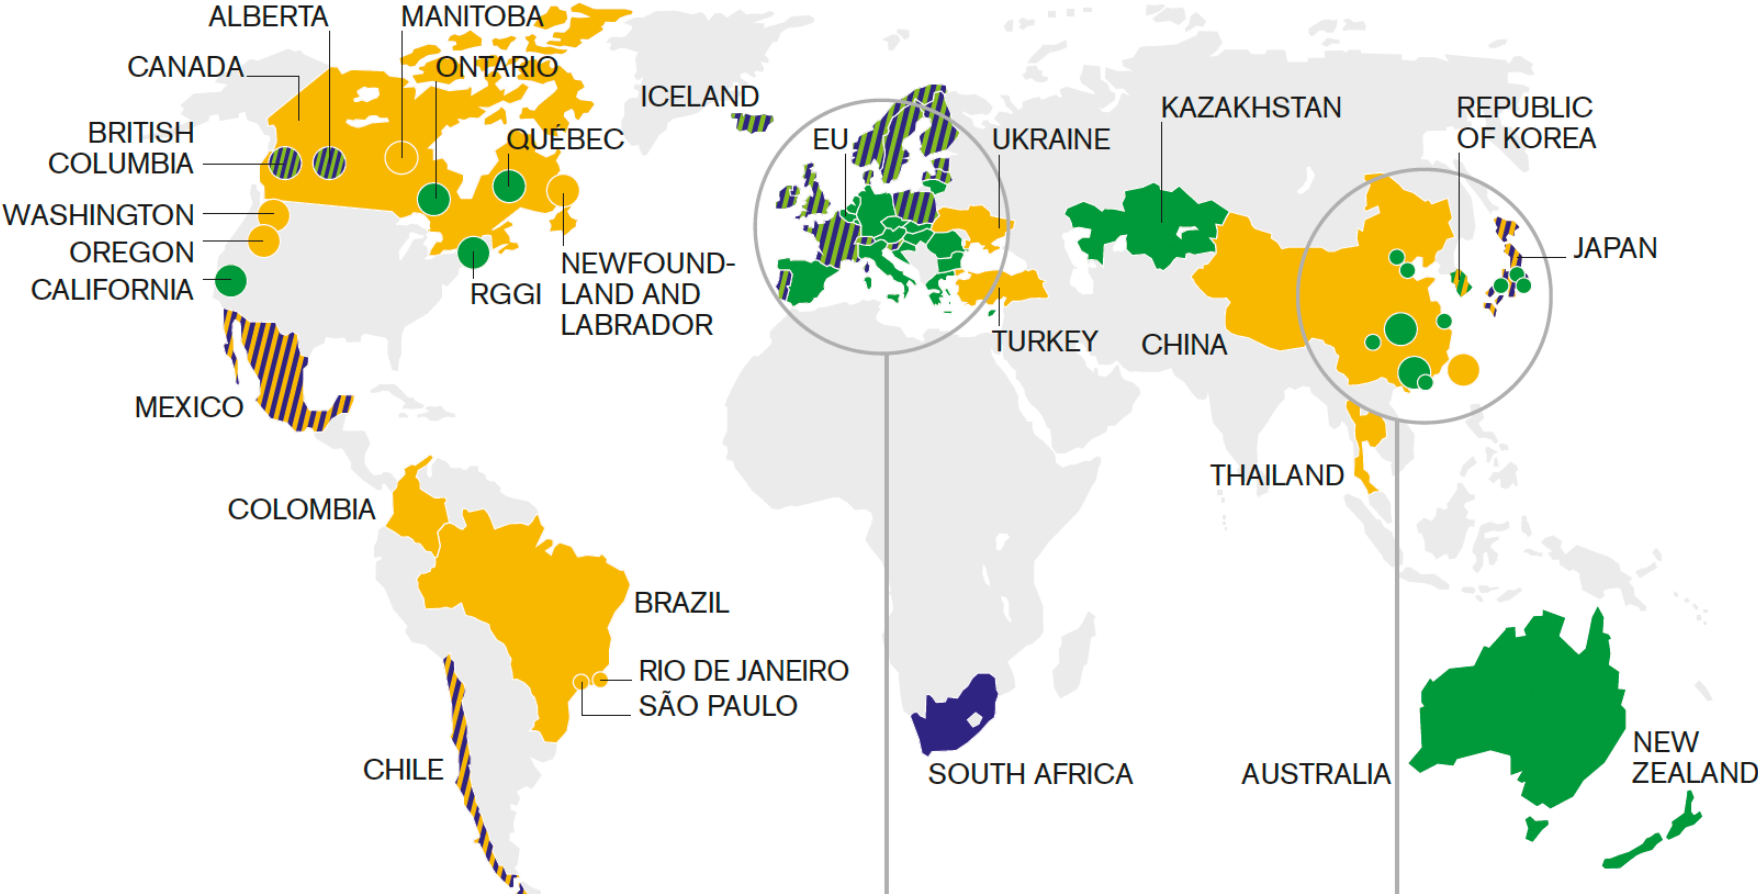 ALBERTA
MANITOBA
CANADA
ONTARIO
BRITISH
COLUMBIA
QUÉBEC
WASHINGTON
OREGON
CALIFORNIA
RGGI
NEWFOUND-
LAND AND
LABRADOR
MEXICO
COLOMBIA
BRAZIL
RIO DE JANEIRO
SÃO PAULO
CHILE
ICELAND
EU
UKRAINE
TURKEY
KAZAKHSTAN
REPUBLIC
OF KOREA
JAPAN
CHINA
THAILAND
SOUTH AFRICA
AUSTRALIA
NEW
ZEALAND